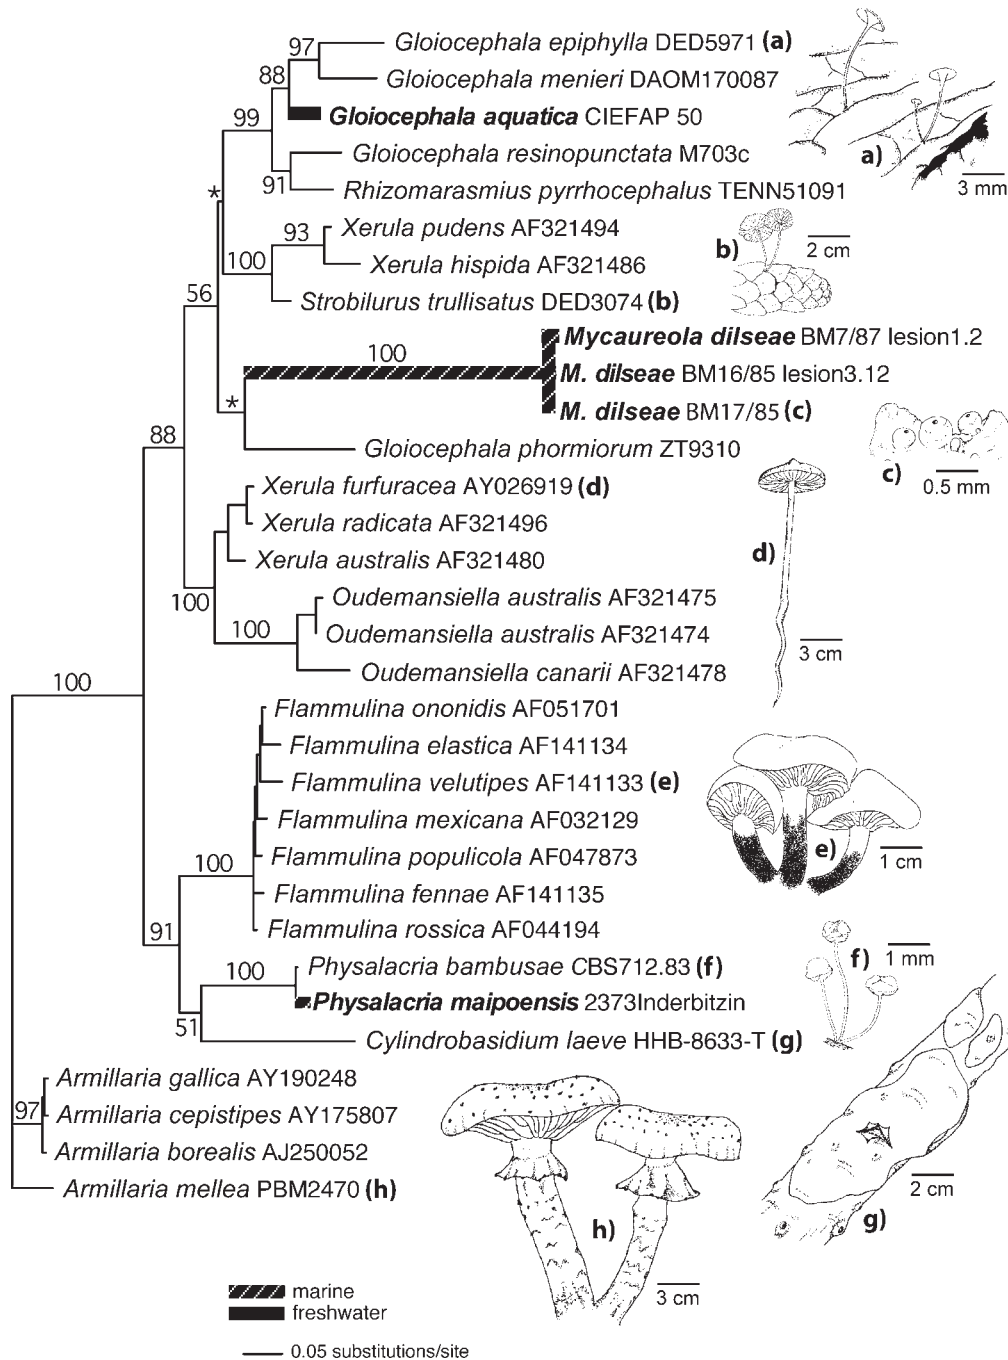 97
Gloiocephala epiphylla DED5971 (a)
88
Gloiocephala menieri DAOM170087
99
Gloiocephala aquatica CIEFAP 50
a)
Gloiocephala resinopunctata M703c
91
3 mm
*
Rhizomarasmius pyrrhocephalus TENN51091
93
Xerula pudens AF321494
b)
2 cm
100
Xerula hispida AF321486
56
Strobilurus trullisatus DED3074 (b)
Mycaureola dilseae BM7/87 lesion1.2
100
M. dilseae BM16/85 lesion3.12
*
M. dilseae BM17/85 (c)
88
Gloiocephala phormiorum ZT9310
c)
0.5 mm
Xerula furfuracea AY026919 (d)
Xerula radicata AF321496
d)
Xerula australis AF321480
100
Oudemansiella australis AF321475
100
Oudemansiella australis AF321474
3 cm
Oudemansiella canarii AF321478
100
Flammulina ononidis AF051701
Flammulina elastica AF141134
Flammulina velutipes AF141133 (e)
Flammulina mexicana AF032129
e)
1 cm
100
Flammulina populicola AF047873
Flammulina fennae AF141135
91
Flammulina rossica AF044194
100
Physalacria bambusae CBS712.83 (f)
f)
1 mm
Physalacria maipoensis 2373Inderbitzin
51
Cylindrobasidium laeve HHB-8633-T (g)
Armillaria gallica AY190248
97
Armillaria cepistipes AY175807
Armillaria borealis AJ250052
Armillaria mellea PBM2470 (h)
2 cm
g)
h)
3 cm
marine
freshwater
0.05 substitutions/site